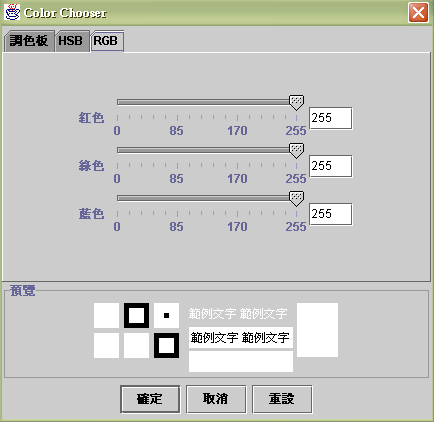 Color Chooser
調色板 HSB RGB
紅色 255
0 85 170 255
綠色 255
0 85 170 255
藍色 255
0 85 170 255
預覽
範例文字 範例文字
範例文字 範例文字
確定 取消 重設